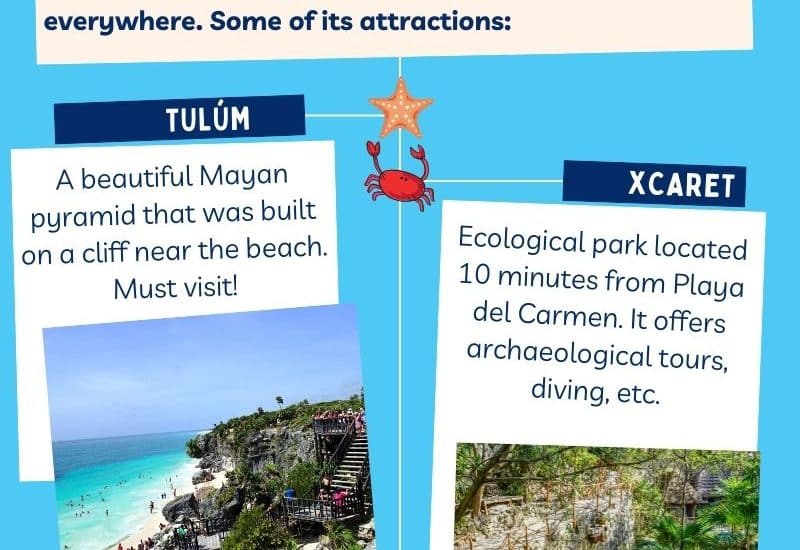 everywhere. Some of its attractions:
TULÚM
A beautiful Mayan
pyramid that was built
on a cliff near the beach.
Must visit!
XCARET
Ecological park located
10 minutes from Playa
del Carmen. It offers
archaeological tours,
diving, etc.